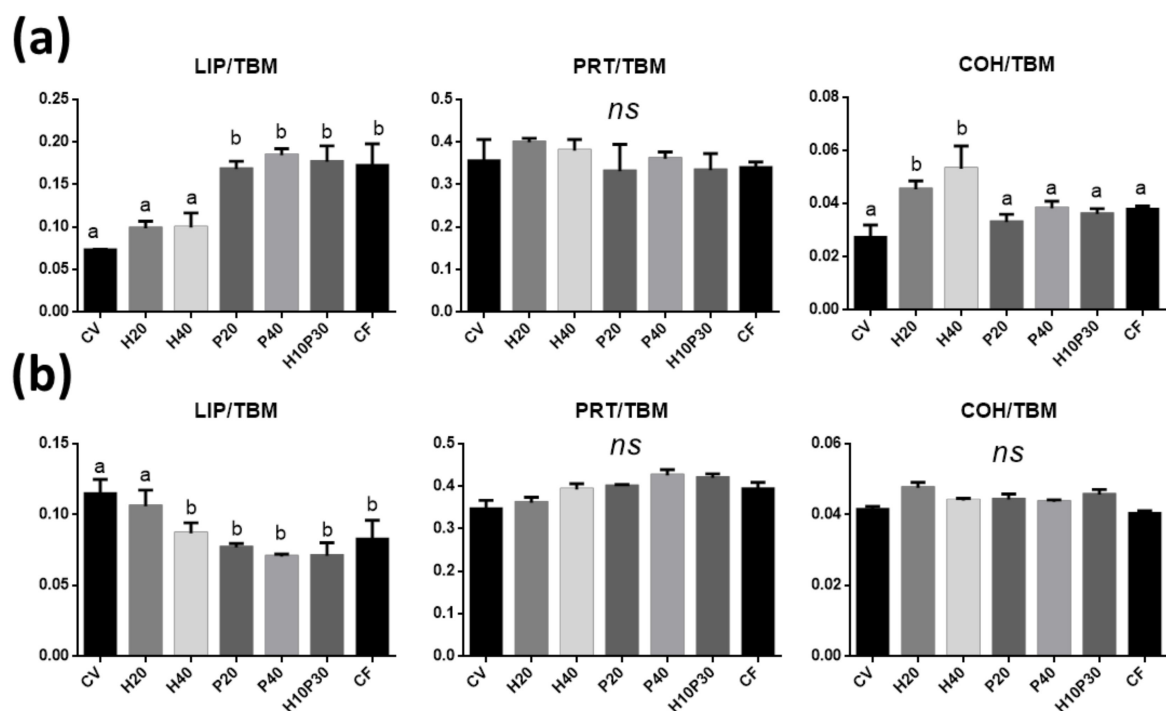 (a)
LIP/TBM
0.25
0.20
0.15
0.10
0.05
0.00
a
a
a
b
b
b
b
CV
H20
H40
P20
P40
H10P30
CF
PRT/TBM
0.5
0.4
0.3
0.2
0.1
0.0
ns
CV
H20
H40
P20
P40
H10P30
CF
COH/TBM
0.08
0.06
0.04
0.02
0.00
a
b
b
a
a
a
a
CV
H20
H40
P20
P40
H10P30
CF
(b)
LIP/TBM
0.15
0.10
0.05
0.00
a
a
b
b
b
b
b
CV
H20
H40
P20
P40
H10P30
CF
PRT/TBM
0.5
0.4
0.3
0.2
0.1
0.0
ns
CV
H20
H40
P20
P40
H10P30
CF
COH/TBM
0.06
0.04
0.02
0.00
ns
CV
H20
H40
P20
P40
H10P30
CF